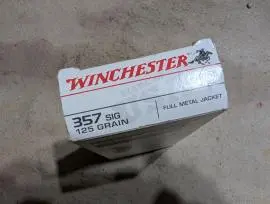 WINCHESTER
357 SIG
125 GRAIN
FULL METAL JACKET